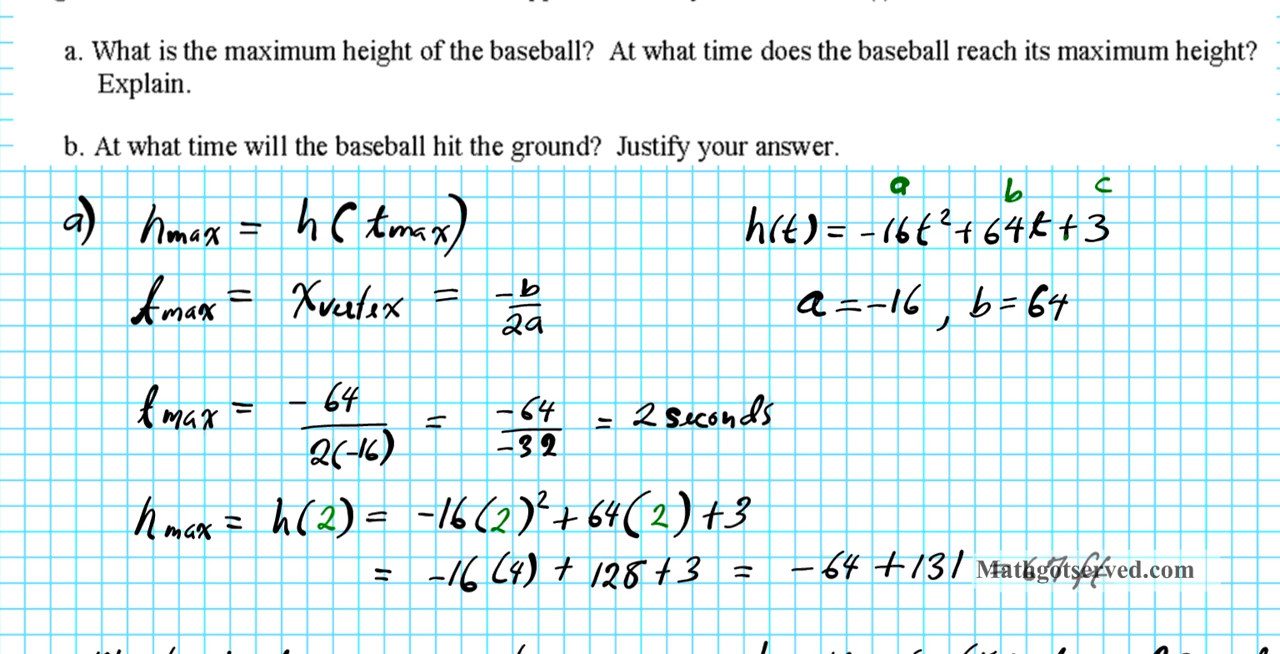 a. What is the maximum height of the baseball? At what time does the baseball reach its maximum height?
Explain.
b. At what time will the baseball hit the ground? Justify your answer.
a b c
a) hmax = h(tmax) h(t) = -16t² + 64t + 3
tmax = xvertex = -b/2a a = -16, b = 64
tmax = -64/2(-16) = -64/-32 = 2 seconds
hmax = h(2) = -16(2)² + 64(2) + 3
= -16(4) + 128 + 3 = -64 + 131 = 67 ft
Mathgotserved.com